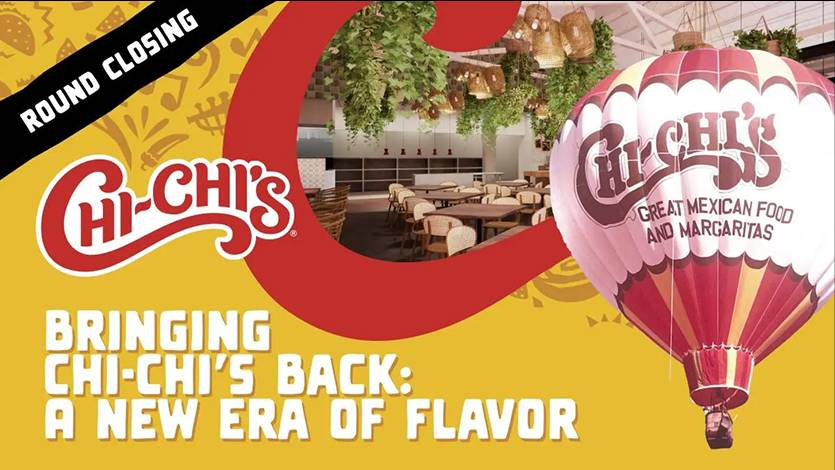 ROUND CLOSING
CHI-CHI'S®
BRINGING
CHI-CHI'S BACK:
A NEW ERA OF FLAVOR
CHI-CHI'S
GREAT MEXICAN FOOD
AND MARGARITAS